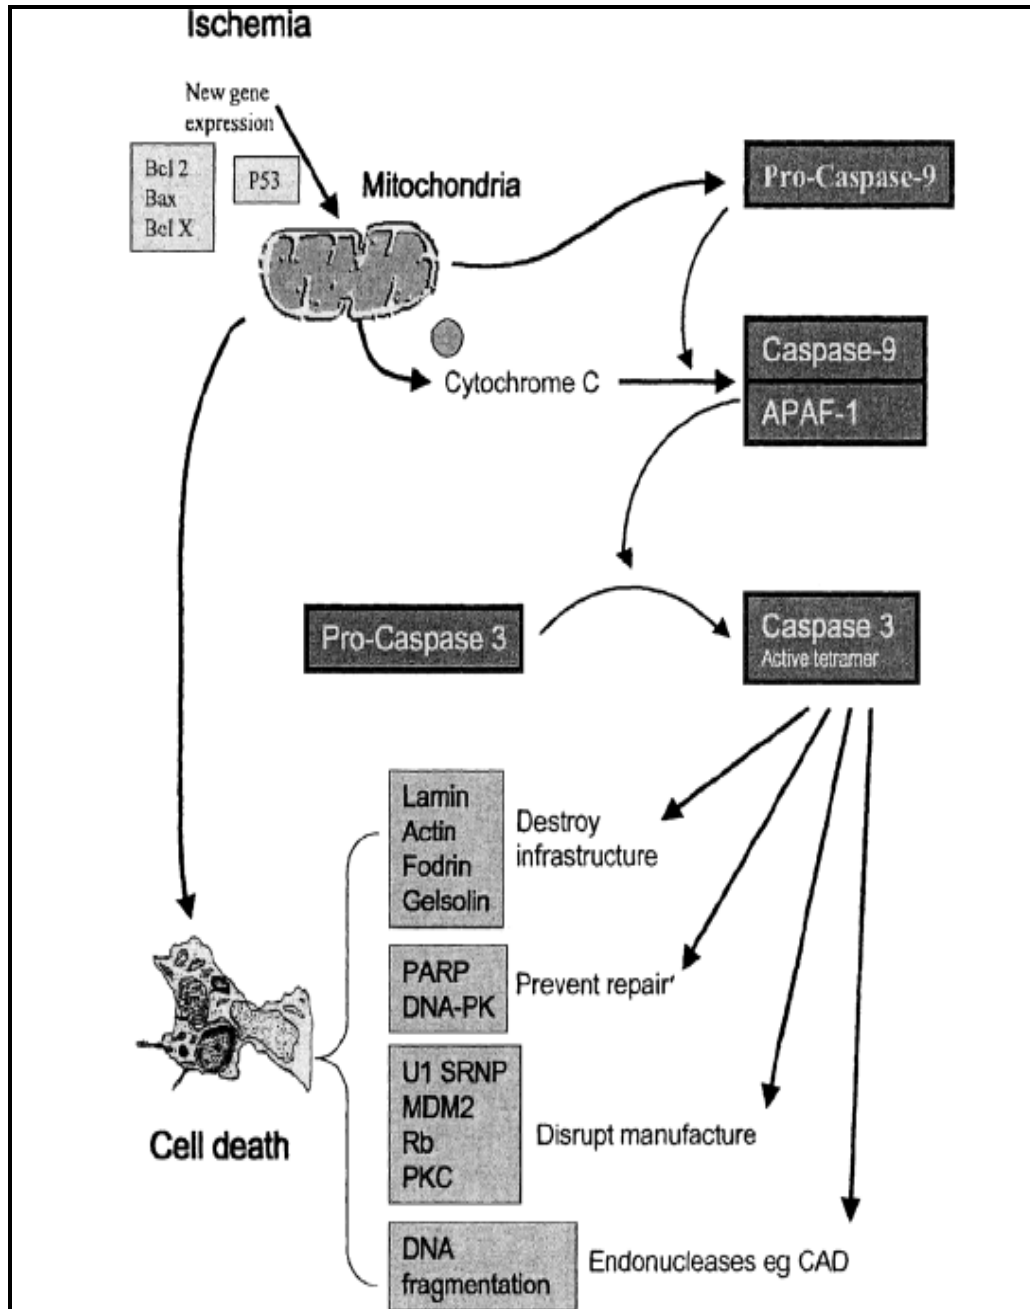 Ischemia
New gene
expression
Bcl 2
Bax
Bcl X
P53
Mitochondria
Pro-Caspase-9
Cytochrome C
Caspase-9
APAF-1
Pro-Caspase 3
Caspase 3
Active tetramer
Lamin
Actin
Fodrin
Gelsolin
Destroy
infrastructure
PARP
DNA-PK
Prevent repair
U1 SRNP
MDM2
Rb
PKC
Disrupt manufacture
Cell death
DNA
fragmentation
Endonucleases eg CAD